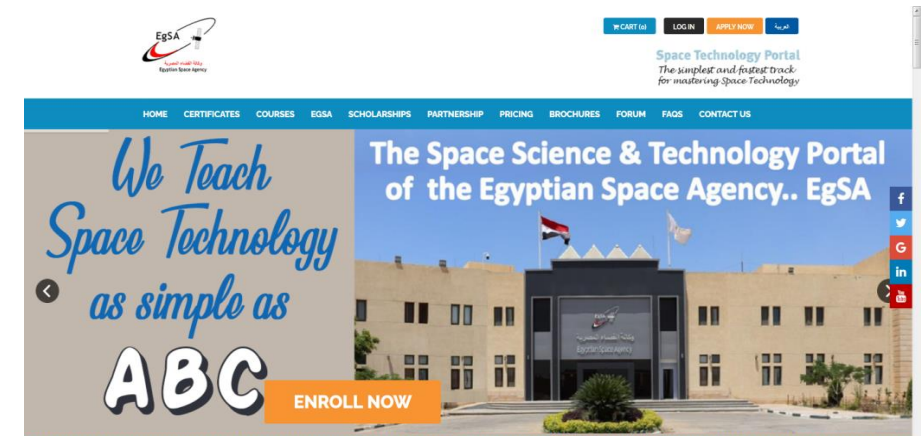 EgSA
وكالة الفضاء المصرية
Egyptian Space Agency
CART (0)
LOG IN
APPLY NOW
العربية
Space Technology Portal
The simplest and fastest track
for mastering Space Technology
HOME CERTIFICATES COURSES EGSA SCHOLARSHIPS PARTNERSHIP PRICING BROCHURES FORUM FAQS CONTACT US
We Teach
Space Technology
as simple as
ABC
ENROLL NOW
The Space Science & Technology Portal
of the Egyptian Space Agency.. EgSA
وكالة الفضاء المصرية
Egyptian Space Agency
f
G
in
You